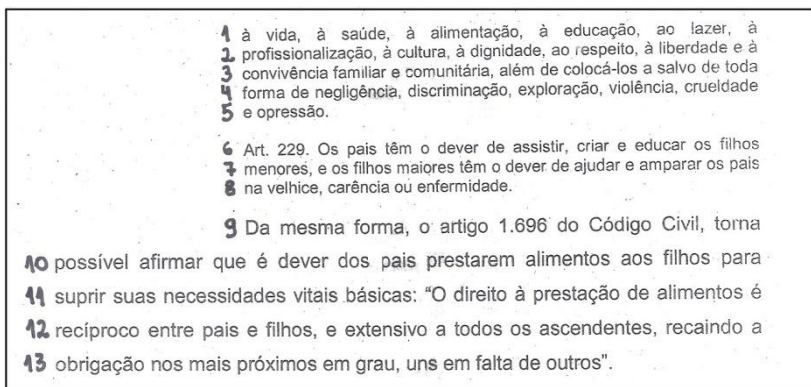 1 à vida, à saúde, à alimentação, à educação, ao lazer, à
2 profissionalização, à cultura, à dignidade, ao respeito, à liberdade e à
3 convivência familiar e comunitária, além de colocá-los a salvo de toda
4 forma de negligência, discriminação, exploração, violência, crueldade
5 e opressão.
6 Art. 229. Os pais têm o dever de assistir, criar e educar os filhos
7 menores, e os filhos maiores têm o dever de ajudar e amparar os pais
8 na velhice, carência ou enfermidade.
9 Da mesma forma, o artigo 1.696 do Código Civil, torna
10 possível afirmar que é dever dos pais prestarem alimentos aos filhos para
11 suprir suas necessidades vitais básicas: “O direito à prestação de alimentos é
12 recíproco entre pais e filhos, e extensivo a todos os ascendentes, recaindo a
13 obrigação nos mais próximos em grau, uns em falta de outros”.